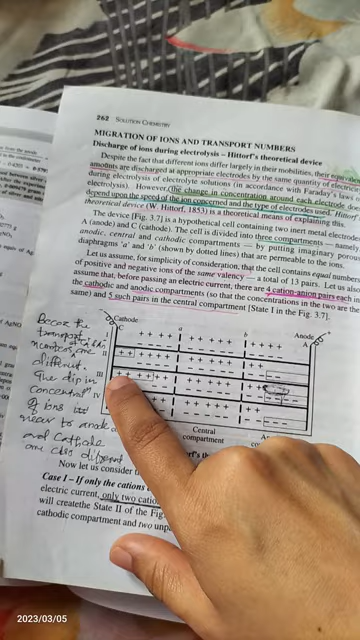 262 SOLUTION CHEMISTRY
MIGRATION OF IONS AND TRANSPORT NUMBERS
Discharge of ions during electrolysis – Hittorf's theoretical device
Despite the fact that different ions differ largely in their mobilities, their
amounts are discharged at appropriate electrodes by the same quantity of
during electrolysis of electrolyte solutions (in accordance with Faraday's laws of
electrolysis). However, the change in concentration around each electrode
depend upon the speed of the ion concerned and the type of electrodes used. Hittorf
theoretical device (W. Hittorf, 1853) is a theoretical means of explaining this.
The device [Fig. 3.7] is a hypothetical cell containing two inert metal
A (anode) and C (cathode). The cell is divided into three compartments – namely
anodic, central and cathodic compartments – by putting imaginary porous
diaphragms 'a' and 'b' (shown by dotted lines) that are permeable to the ions.
Let us assume, for simplicity of consideration, that the cell contains equal numbers
of positive and negative ions of the same valency – a total of 13 pairs. Let us also
assume that, before passing an electric current, there are 4 cation-anion pairs each
the cathodic and anodic compartments (so that the concentrations in the two are the
same) and 5 such pairs in the central compartment [State I in the Fig. 3.7].
Cathode
Anode
C
a
b
A
II
III
IV
Becoz the
transport
numbers are
different.
The dip in
concentratn
of ions
near to anode
and cathode
are also different
Central
compartment
Now let us consider
Case I – If only the cations
electric current, only two
will create the State II of the Fig.
cathodic compartment and two
2023/03/05